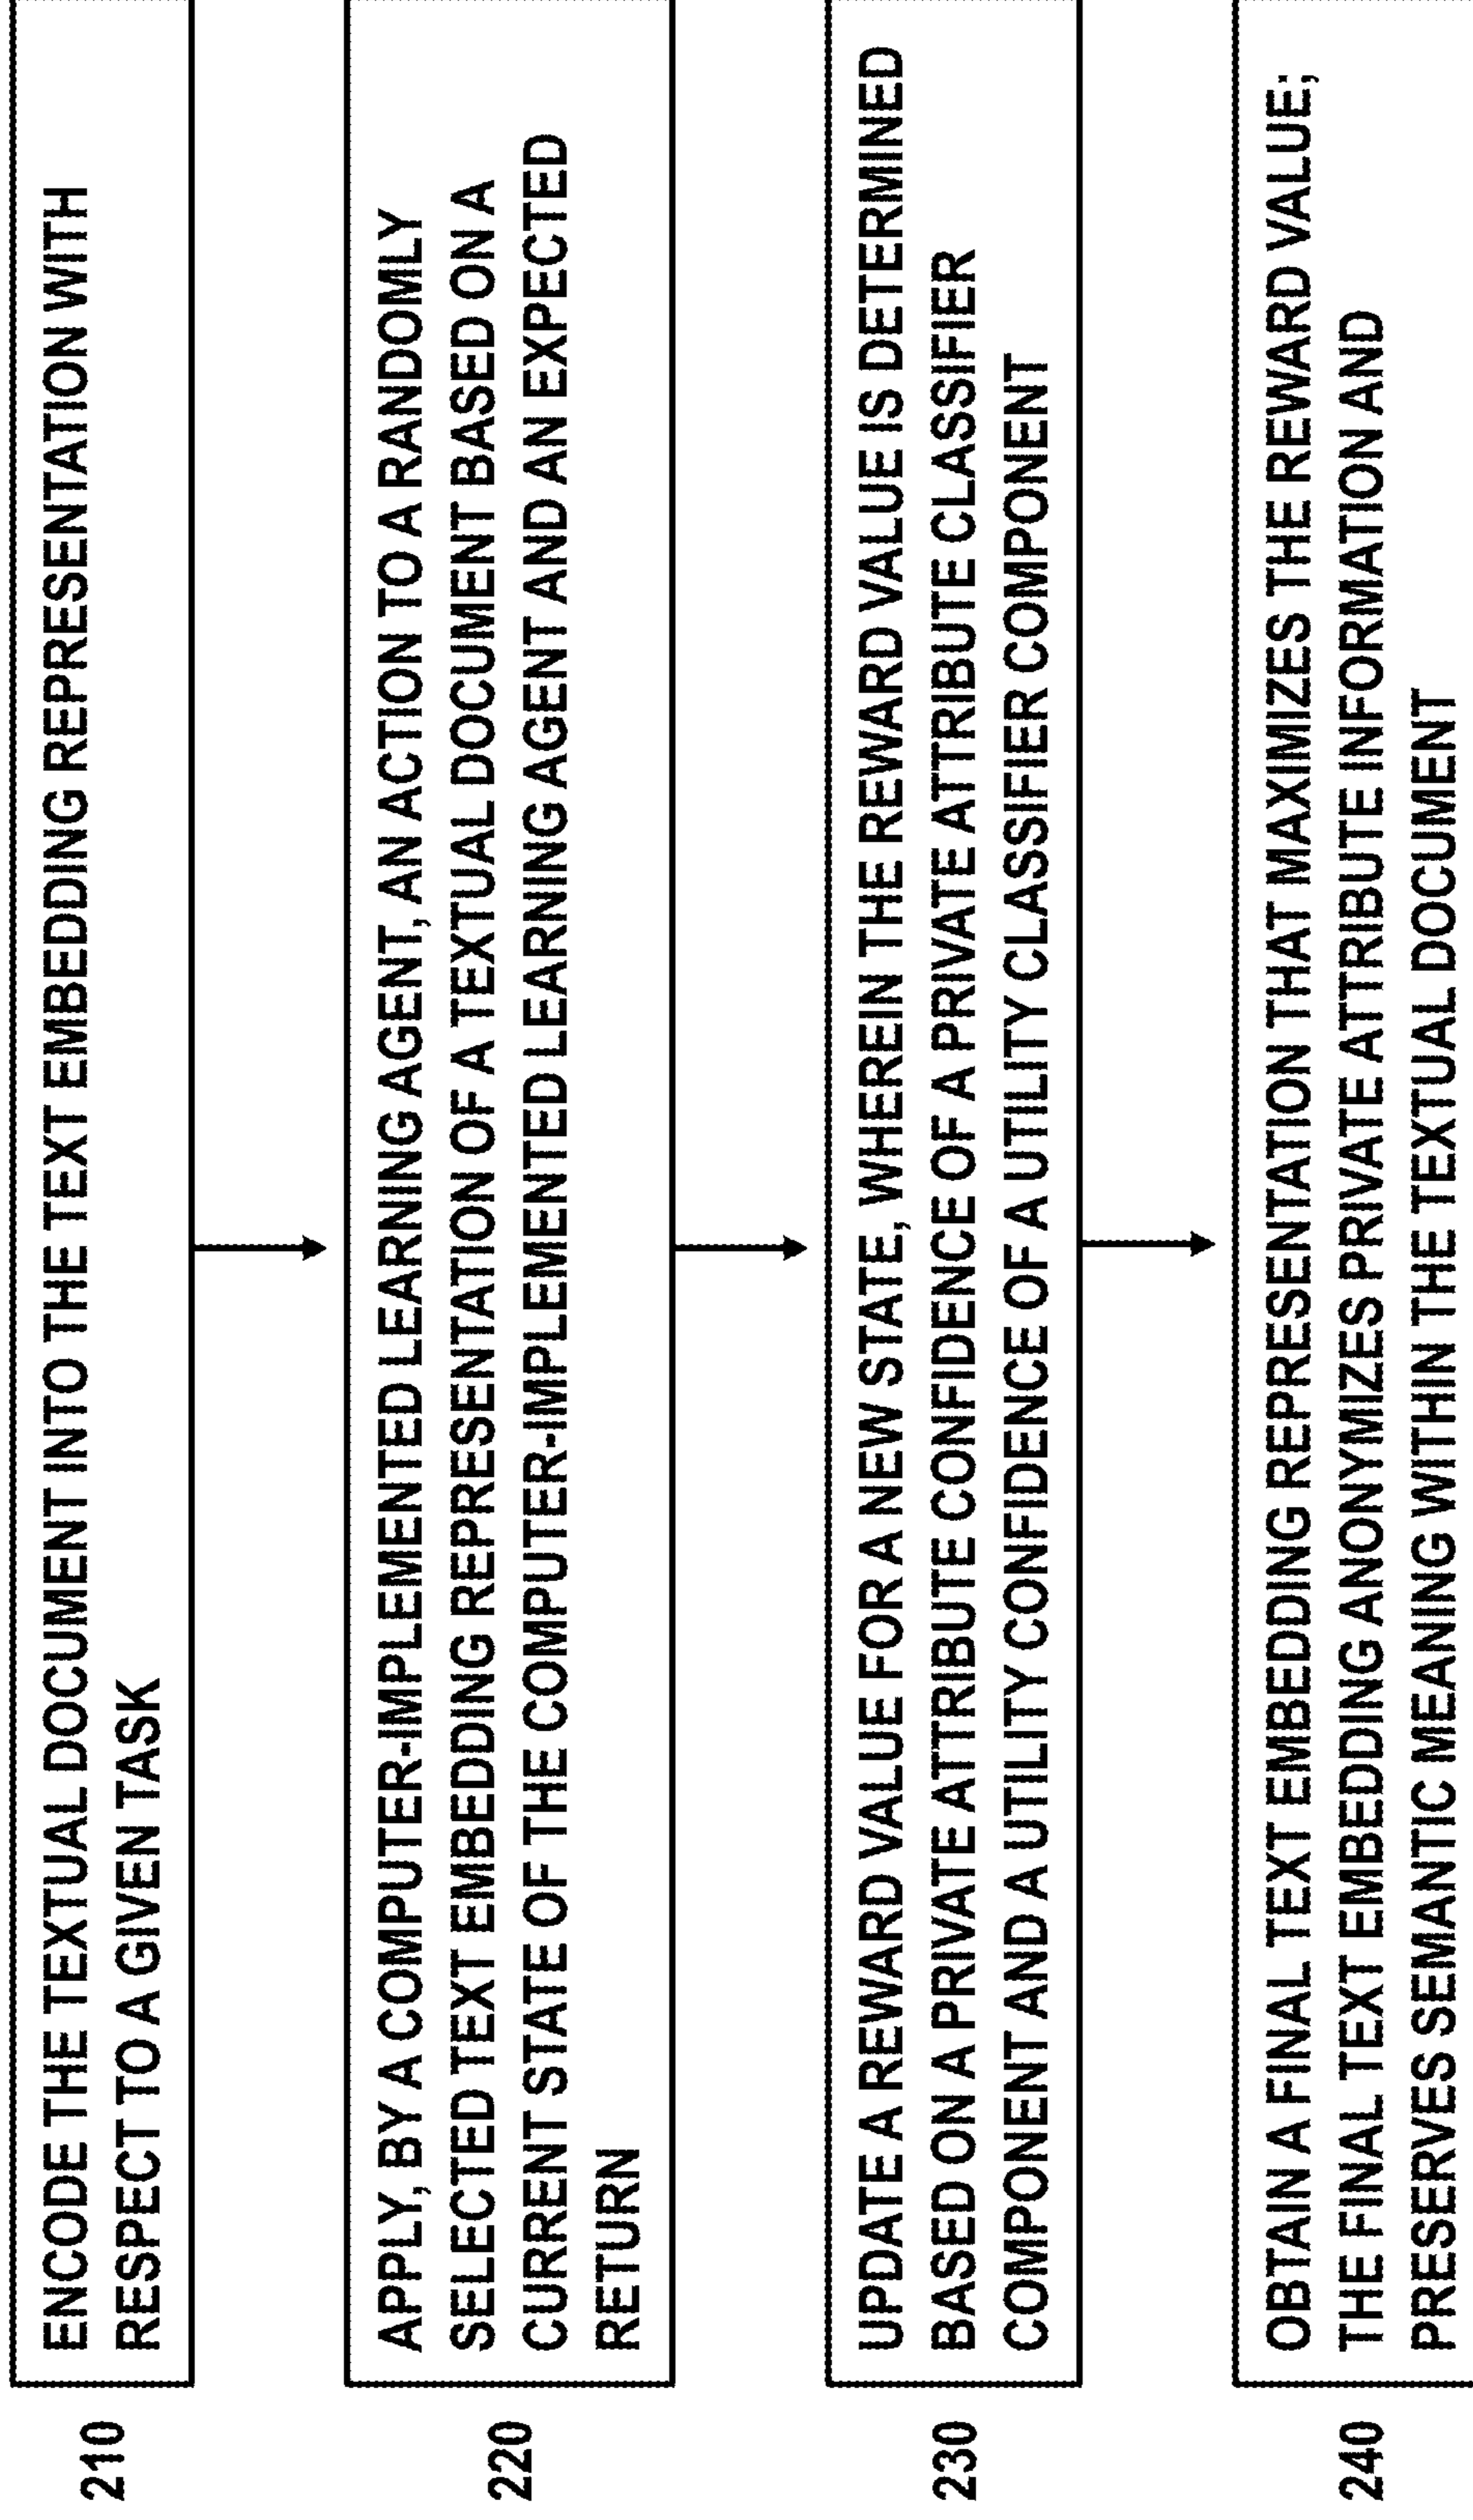 210
ENCODE THE TEXTUAL DOCUMENT INTO THE TEXT EMBEDDING REPRESENTATION WITH
RESPECT TO A GIVEN TASK
220
APPLY, BY A COMPUTER-IMPLEMENTED LEARNING AGENT, AN ACTION TO A RANDOMLY
SELECTED TEXT EMBEDDING REPRESENTATION OF A TEXTUAL DOCUMENT BASED ON A
CURRENT STATE OF THE COMPUTER-IMPLEMENTED LEARNING AGENT AND AN EXPECTED
RETURN
230
UPDATE A REWARD VALUE FOR A NEW STATE, WHEREIN THE REWARD VALUE IS DETERMINED
BASED ON A PRIVATE ATTRIBUTE CONFIDENCE OF A PRIVATE ATTRIBUTE CLASSIFIER
COMPONENT AND A UTILITY CONFIDENCE OF A UTILITY CLASSIFIER COMPONENT
240
OBTAIN A FINAL TEXT EMBEDDING REPRESENTATION THAT MAXIMIZES THE REWARD VALUE;
THE FINAL TEXT EMBEDDING ANONYMIZES PRIVATE ATTRIBUTE INFORMATION AND
PRESERVES SEMANTIC MEANING WITHIN THE TEXTUAL DOCUMENT